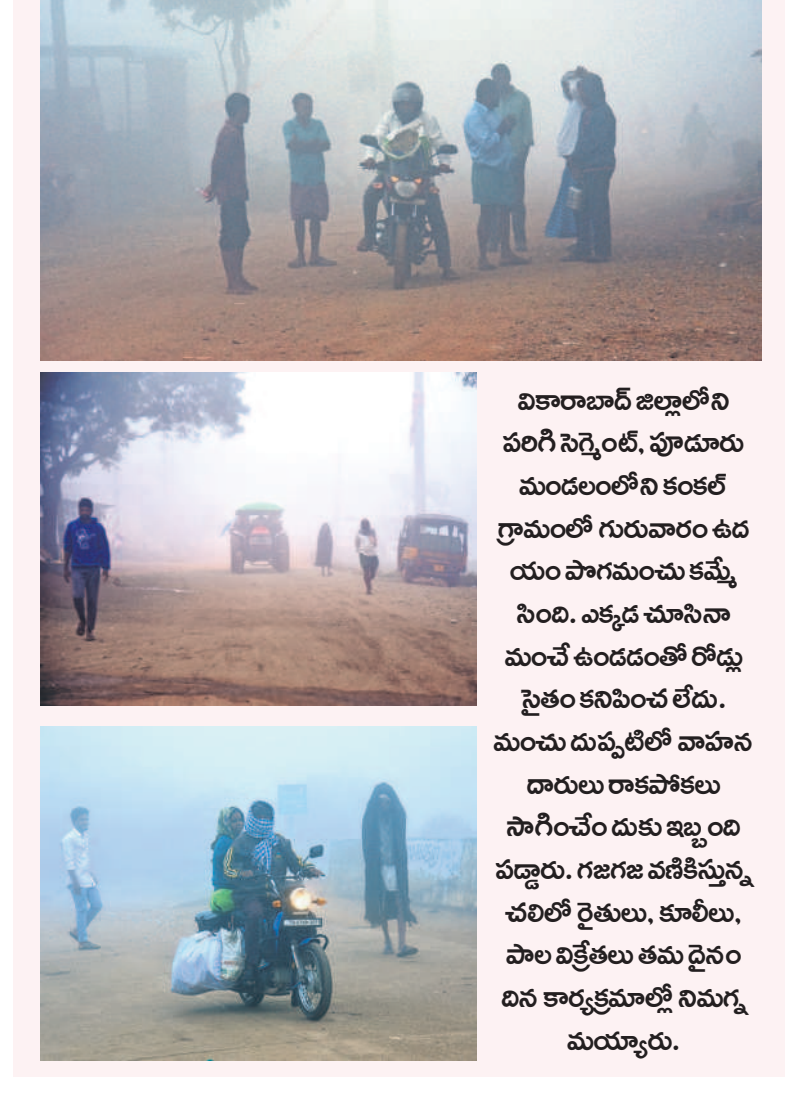 వికారాబాద్ జిల్లాలోని
పరిగి సెగ్మెంట్, పూడూరు
మండలంలోని కంకల్
గ్రామంలో గురువారం ఉద
యం పొగమంచు కమ్మే
సింది. ఎక్కడ చూసినా
మంచే ఉండడంతో రోడ్లు
సైతం కనిపించ లేదు.
మంచు దుప్పటిలో వాహన
దారులు రాకపోకలు
సాగించేం దుకు ఇబ్బంది
పడ్డారు. గజగజ వణికిస్తున్న
చలిలో రైతులు, కూలీలు,
పాల విక్రేతలు తమ దైనం
దిన కార్యక్రమాల్లో నిమగ్న
మయ్యారు.